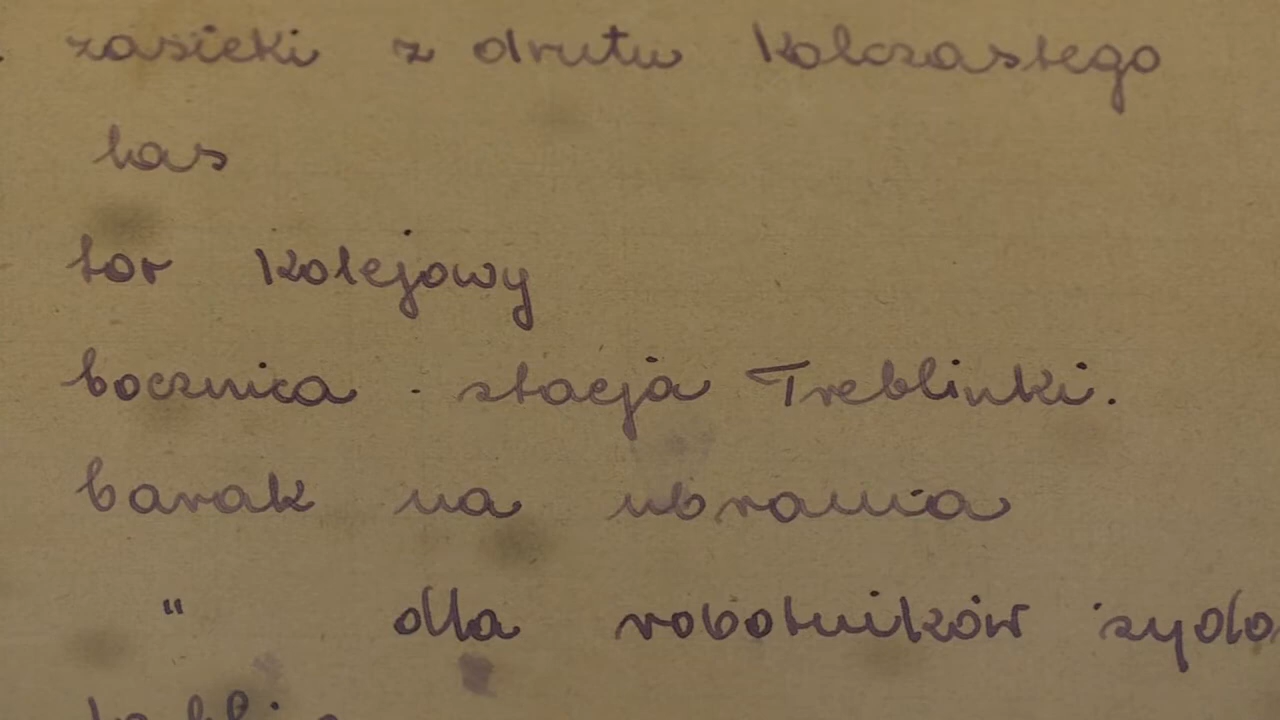 zasieki z drutu kolczastego
las
tor kolejowy
bocznica - stacja Treblinki.
barak na ubrania
" dla robotników żydo